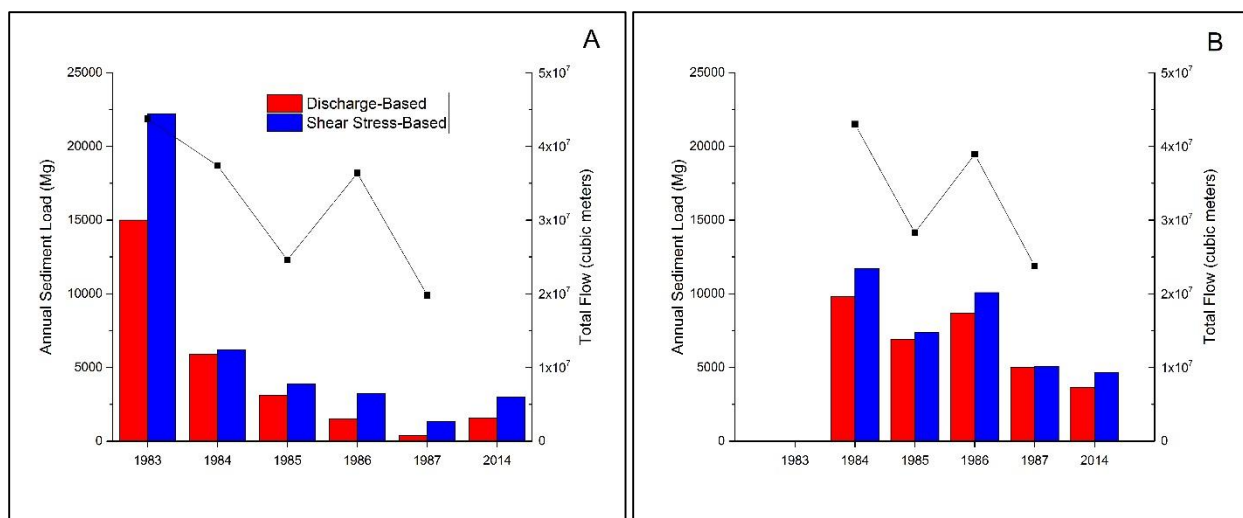 A
Annual Sediment Load (Mg)
25000
20000
15000
10000
5000
0
Discharge-Based
Shear Stress-Based
5x10⁷
4x10⁷
3x10⁷
2x10⁷
1x10⁷
0
Total Flow (cubic meters)
1983 1984 1985 1986 1987 2014
B
Annual Sediment Load (Mg)
25000
20000
15000
10000
5000
0
5x10⁷
4x10⁷
3x10⁷
2x10⁷
1x10⁷
0
Total Flow (cubic meters)
1983 1984 1985 1986 1987 2014